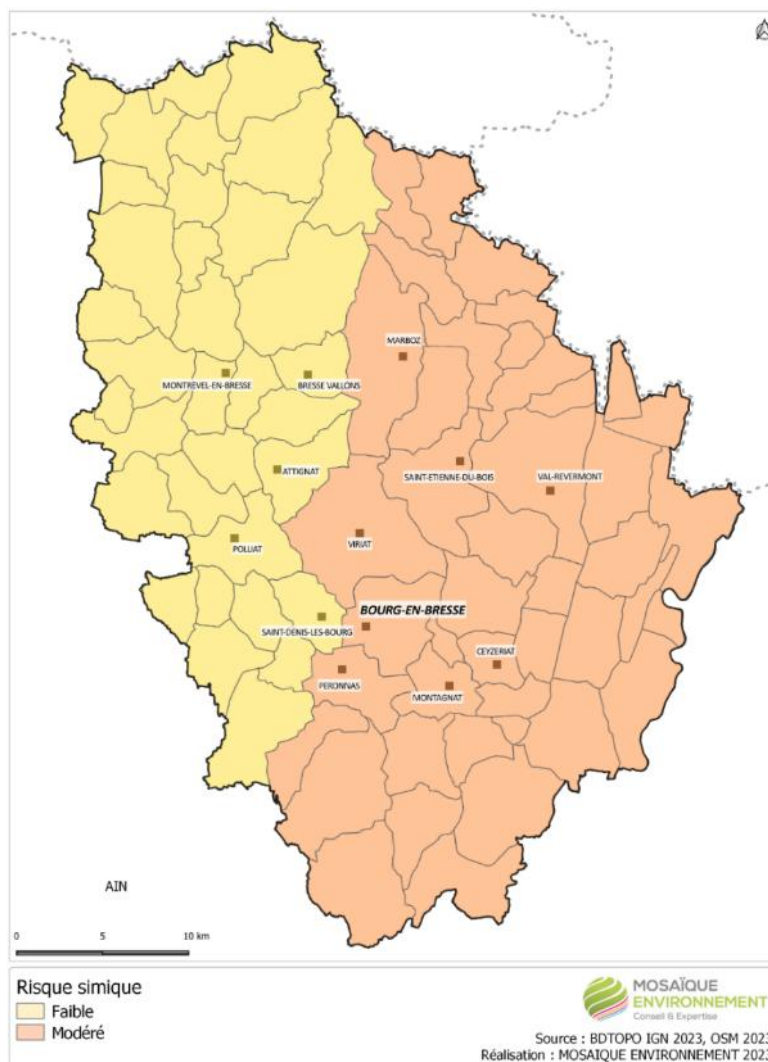 MARBOZ
MONTREVEL-EN-BRESSE
BRESSE VALLONS
ATTIGNAT
SAINT-ETIENNE-DU-BOIS
VAL-REVERMONT
POLLIAT
VIRIAT
BOURG-EN-BRESSE
SAINT-DENIS-LES-BOURG
CEYZERIAT
PERONNAS
MONTAGNAT
AIN
0 5 10 km
Risque simique
Faible
Modéré
MOSAÏQUE
ENVIRONNEMENT
Conseil & Expertise
Source : BDTOPO IGN 2023, OSM 2023
Réalisation : MOSAIQUE ENVIRONNEMENT 2023